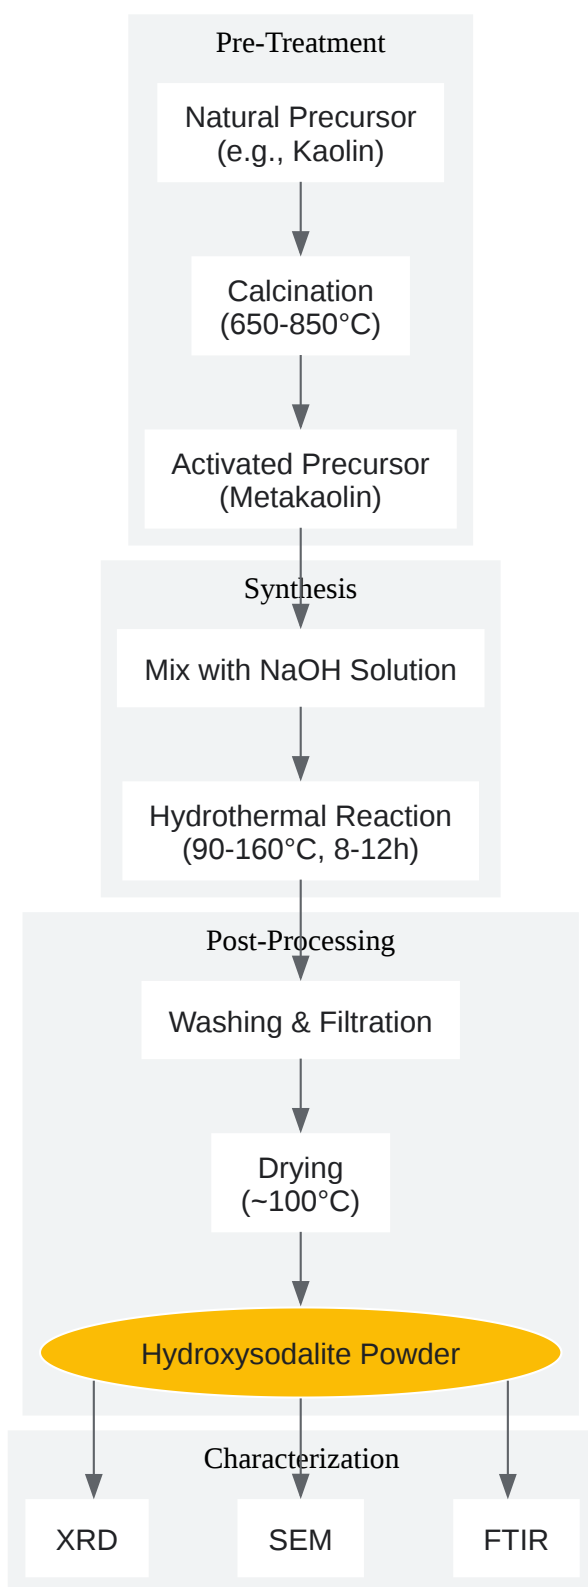 Pre-Treatment
Natural Precursor
(e.g., Kaolin)
Calcination
(650-850°C)
Activated Precursor
(Metakaolin)
Synthesis
Mix with NaOH Solution
Hydrothermal Reaction
(90-160°C, 8-12h)
Post-Processing
Washing & Filtration
Drying
(~100°C)
Hydroxysodalite Powder
Characterization
XRD
SEM
FTIR